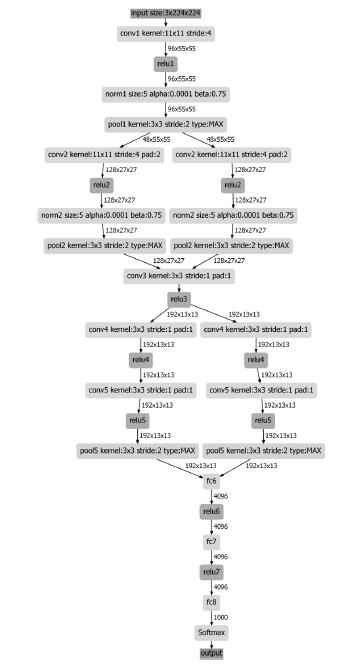 input size:3x224x224
conv1 kernel:11x11 stride:4
96x55x55
relu1
96x55x55
norm1 size:5 alpha:0.0001 beta:0.75
96x55x55
pool1 kernel:3x3 stride:2 type:MAX
48x55x55 48x55x55
conv2 kernel:11x11 stride:4 pad:2 conv2 kernel:11x11 stride:4 pad:2
128x27x27 128x27x27
relu2 relu2
128x27x27 128x27x27
norm2 size:5 alpha:0.0001 beta:0.75 norm2 size:5 alpha:0.0001 beta:0.75
128x27x27 128x27x27
pool2 kernel:3x3 stride:2 type:MAX pool2 kernel:3x3 stride:2 type:MAX
128x27x27 128x27x27
conv3 kernel:3x3 stride:1 pad:1
relu3
192x13x13 192x13x13
conv4 kernel:3x3 stride:1 pad:1 conv4 kernel:3x3 stride:1 pad:1
192x13x13 192x13x13
relu4 relu4
192x13x13 192x13x13
conv5 kernel:3x3 stride:1 pad:1 conv5 kernel:3x3 stride:1 pad:1
192x13x13 192x13x13
relu5 relu5
192x13x13 192x13x13
pool5 kernel:3x3 stride:2 type:MAX pool5 kernel:3x3 stride:2 type:MAX
192x13x13 192x13x13
fc6
4096
relu6
4096
fc7
4096
relu7
4096
fc8
1000
Softmax
output